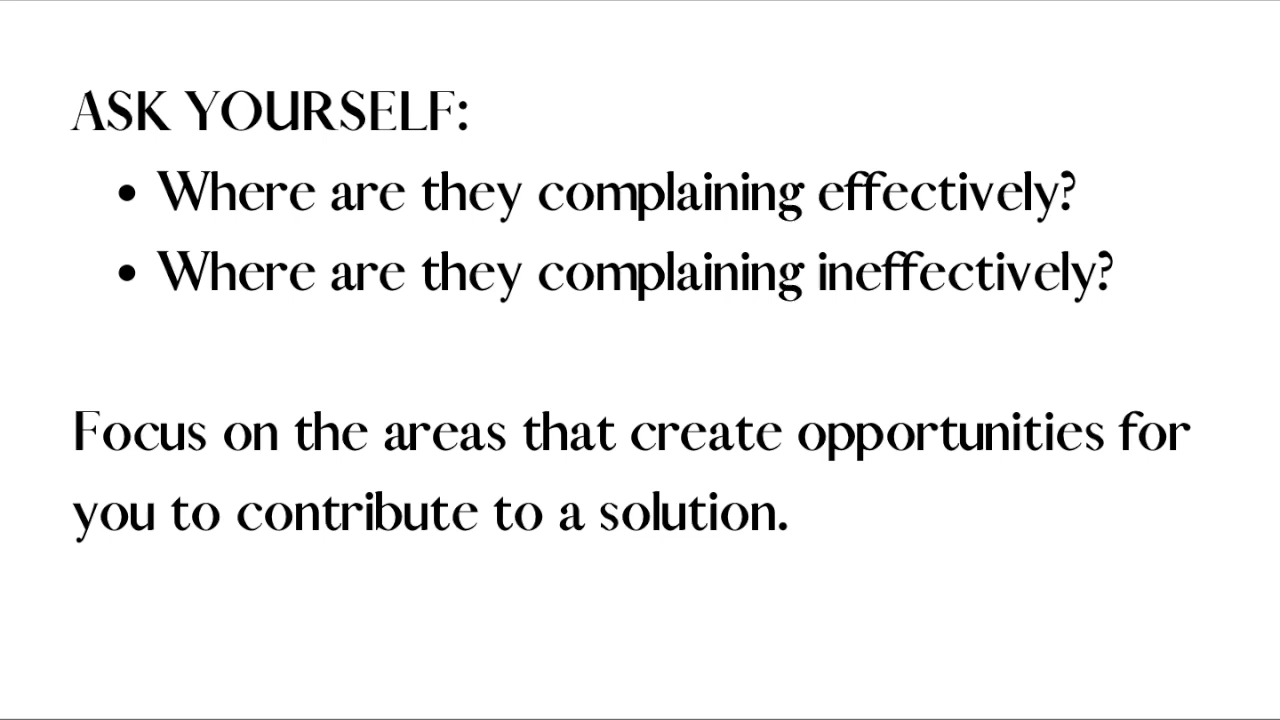 ASK YOURSELF:
• Where are they complaining effectively?
• Where are they complaining ineffectively?
Focus on the areas that create opportunities for
you to contribute to a solution.